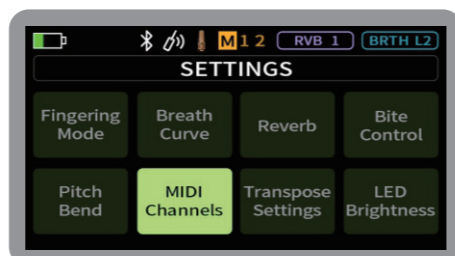 M 1 2 RVB 1 BRTH L2
SETTINGS
Fingering Mode
Breath Curve
Reverb
Bite Control
Pitch Bend
MIDI Channels
Transpose Settings
LED Brightness